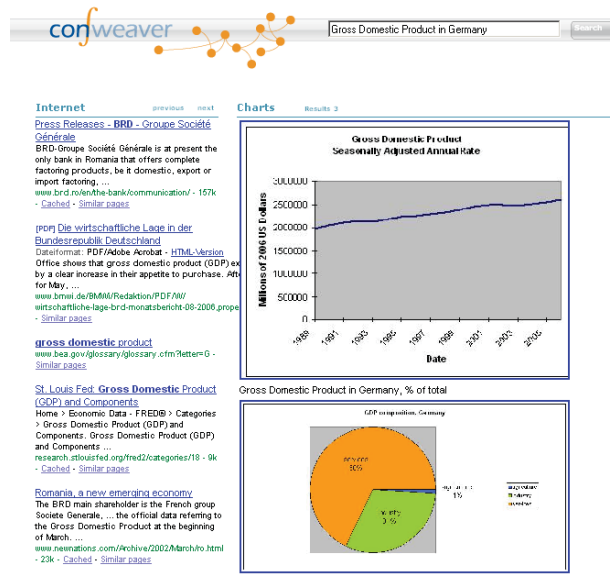 conweaver
Gross Domestic Product in Germany
Search
Internet
previous next
Charts
Results 2
Press Releases - BRD - Groupe Société
Générale
BRD-Groupe Société Générale is at present the
only bank in Romania that offers complete
factoring products, be it domestic, export or
import factoring, ...
www.brd.ro/en/the-bank/communication/ - 157k
- Cached - Similar pages
[PDF] Die wirtschaftliche Lage in der
Bundesrepublik Deutschland
Dateiformat: PDF/Adobe Acrobat - HTML-Version
Office shows that gross domestic product (GDP) ex
by a clear increase in their appetite to purchase. Afte
for May, ...
www.bmwi.de/BMWi/Redaktion/PDF/W/
wirtschaftliche-lage-brd-monatsbericht-08-2006,prope
- Similar pages
gross domestic product
www.bea.gov/glossary/glossary.cfm?letter=G -
Similar pages
St. Louis Fed: Gross Domestic Product
(GDP) and Components
Home > Economic Data - FRED® > Categories
> Gross Domestic Product (GDP) and
Components. Gross Domestic Product (GDP)
and Components ...
research.stlouisfed.org/fred2/categories/18 - 9k
- Cached - Similar pages
Romania, a new emerging economy
The BRD main shareholder is the French group
Societe Generale, ... the official data referring to
the Gross Domestic Product at the beginning
of March. ...
www.newnations.com/Archive/2002/March/ro.html
- 23k - Cached - Similar pages
Gross Domestic Product
Seasonally Adjusted Annual Rate
Millions of 2006 US Dollars
3000000
2500000
2000000
1500000
1000000
500000
0
1989
1991
1993
1995
1997
1999
2001
2003
2005
Date
Gross Domestic Product in Germany, % of total
GDP composition, Germany
1%
agriculture
industry
services